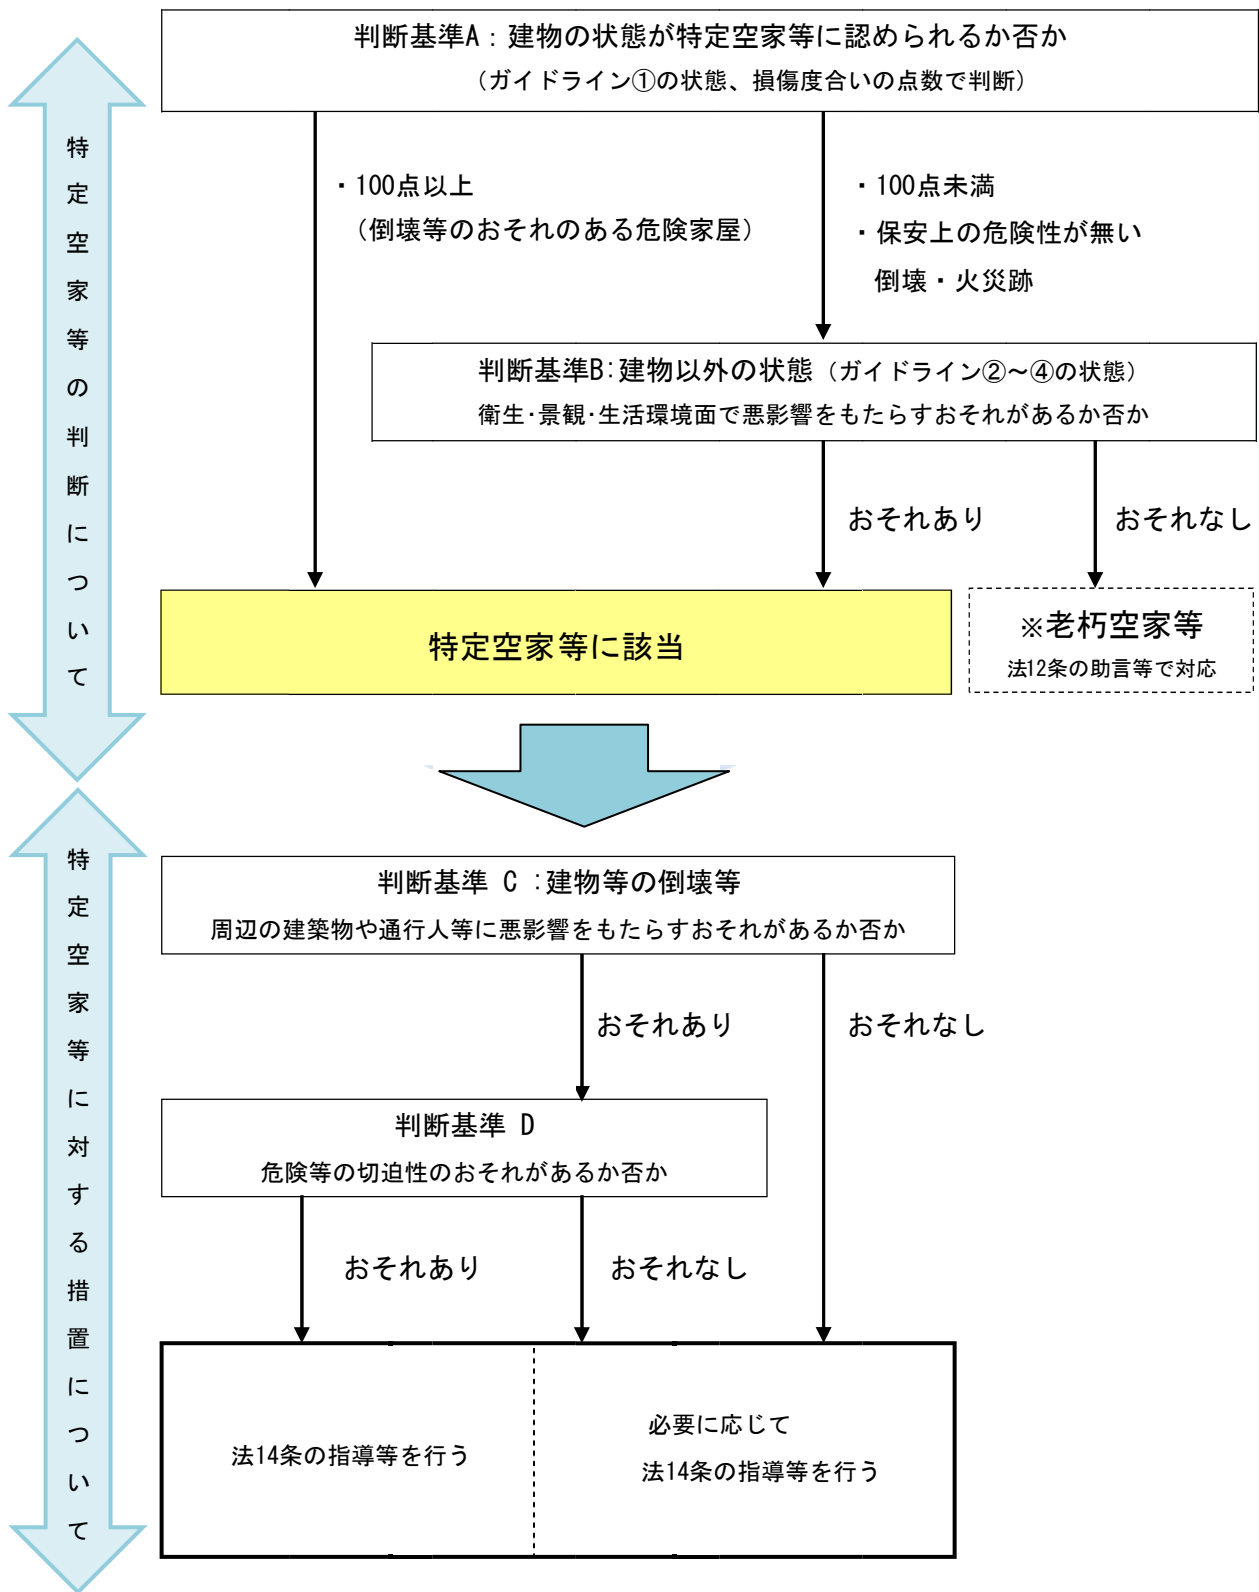 判断基準A：建物の状態が特定空家等に認められるか否か
（ガイドライン①の状態、損傷度合いの点数で判断）
・100点以上
（倒壊等のおそれのある危険家屋）
・100点未満
・保安上の危険性が無い
倒壊・火災跡
判断基準B:建物以外の状態（ガイドライン②～④の状態）
衛生・景観・生活環境面で悪影響をもたらすおそれがあるか否か
おそれあり
おそれなし
特定空家等に該当
※老朽空家等
法12条の助言等で対応
特定空家等の判断について
判断基準 C :建物等の倒壊等
周辺の建築物や通行人等に悪影響をもたらすおそれがあるか否か
おそれあり
おそれなし
判断基準 D
危険等の切迫性のおそれがあるか否か
おそれあり
おそれなし
法14条の指導等を行う
必要に応じて
法14条の指導等を行う
特定空家等に対する措置について